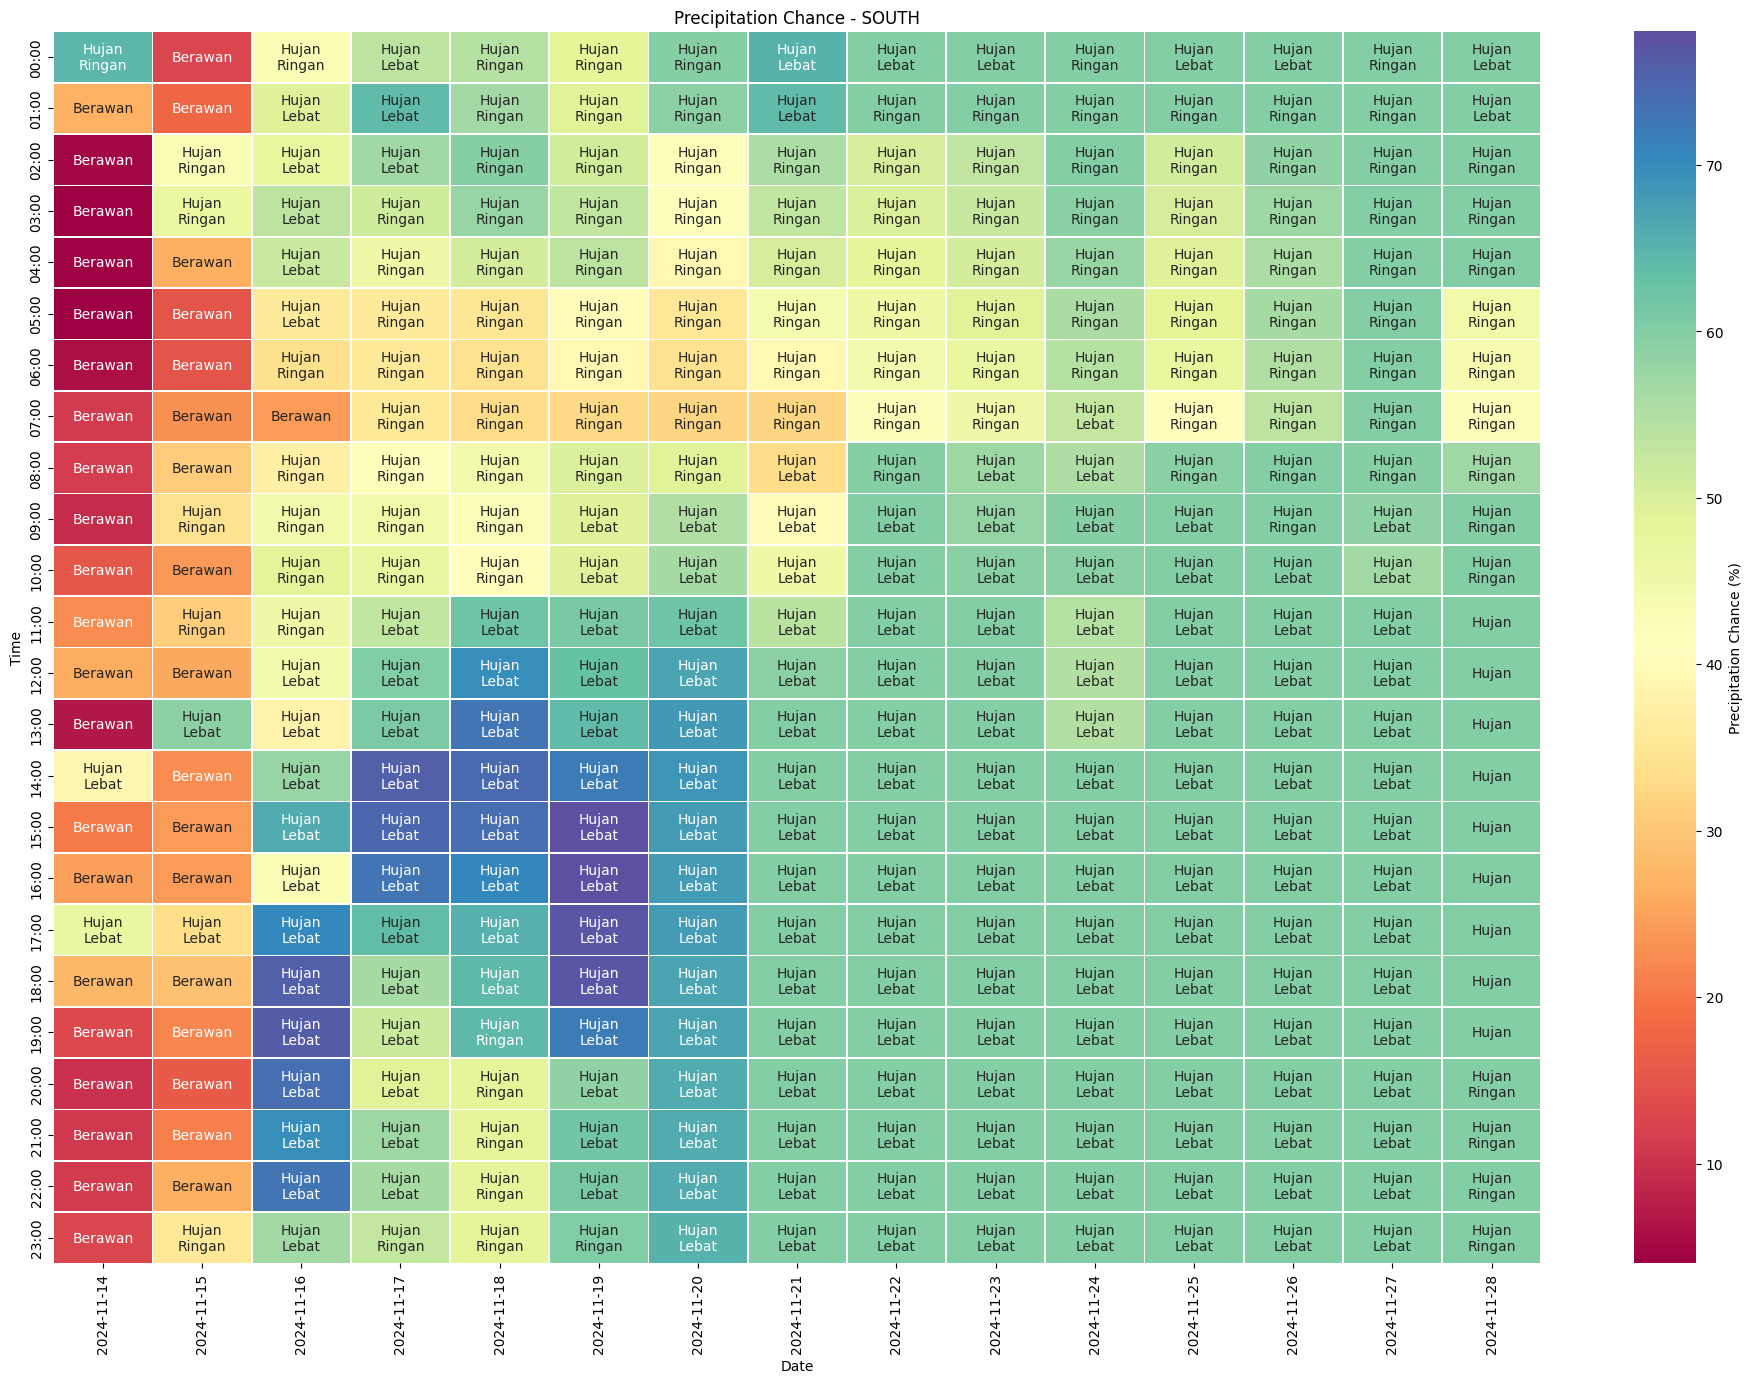 Precipitation Chance - SOUTH
00:00 Hujan Ringan Berawan Hujan Ringan Hujan Lebat Hujan Ringan Hujan Ringan Hujan Ringan Hujan Lebat Hujan Lebat Hujan Lebat Hujan Ringan Hujan Lebat Hujan Lebat Hujan Ringan Hujan Lebat
01:00 Berawan Berawan Hujan Lebat Hujan Lebat Hujan Ringan Hujan Ringan Hujan Ringan Hujan Lebat Hujan Ringan Hujan Ringan Hujan Ringan Hujan Ringan Hujan Ringan Hujan Ringan Hujan Lebat
02:00 Berawan Hujan Ringan Hujan Lebat Hujan Lebat Hujan Ringan Hujan Ringan Hujan Ringan Hujan Ringan Hujan Ringan Hujan Ringan Hujan Ringan Hujan Ringan Hujan Ringan Hujan Ringan Hujan Ringan
03:00 Berawan Hujan Ringan Hujan Lebat Hujan Ringan Hujan Ringan Hujan Ringan Hujan Ringan Hujan Ringan Hujan Ringan Hujan Ringan Hujan Ringan Hujan Ringan Hujan Ringan Hujan Ringan Hujan Ringan
04:00 Berawan Berawan Hujan Lebat Hujan Ringan Hujan Ringan Hujan Ringan Hujan Ringan Hujan Ringan Hujan Ringan Hujan Ringan Hujan Ringan Hujan Ringan Hujan Ringan Hujan Ringan Hujan Ringan
05:00 Berawan Berawan Hujan Lebat Hujan Ringan Hujan Ringan Hujan Ringan Hujan Ringan Hujan Ringan Hujan Ringan Hujan Ringan Hujan Ringan Hujan Ringan Hujan Ringan Hujan Ringan Hujan Ringan
06:00 Berawan Berawan Hujan Ringan Hujan Ringan Hujan Ringan Hujan Ringan Hujan Ringan Hujan Ringan Hujan Ringan Hujan Ringan Hujan Ringan Hujan Ringan Hujan Ringan Hujan Ringan Hujan Ringan
07:00 Berawan Berawan Berawan Hujan Ringan Hujan Ringan Hujan Ringan Hujan Ringan Hujan Ringan Hujan Ringan Hujan Ringan Hujan Lebat Hujan Ringan Hujan Ringan Hujan Ringan Hujan Ringan
08:00 Berawan Berawan Hujan Ringan Hujan Ringan Hujan Ringan Hujan Ringan Hujan Ringan Hujan Lebat Hujan Ringan Hujan Lebat Hujan Lebat Hujan Ringan Hujan Ringan Hujan Ringan Hujan Ringan
09:00 Berawan Hujan Ringan Hujan Ringan Hujan Ringan Hujan Ringan Hujan Lebat Hujan Lebat Hujan Lebat Hujan Lebat Hujan Lebat Hujan Lebat Hujan Lebat Hujan Ringan Hujan Lebat Hujan Ringan
10:00 Berawan Berawan Hujan Ringan Hujan Ringan Hujan Ringan Hujan Lebat Hujan Lebat Hujan Lebat Hujan Lebat Hujan Lebat Hujan Lebat Hujan Lebat Hujan Lebat Hujan Lebat Hujan Ringan
11:00 Berawan Hujan Ringan Hujan Ringan Hujan Lebat Hujan Lebat Hujan Lebat Hujan Lebat Hujan Lebat Hujan Lebat Hujan Lebat Hujan Lebat Hujan Lebat Hujan Lebat Hujan Lebat Hujan
12:00 Berawan Berawan Hujan Lebat Hujan Lebat Hujan Lebat Hujan Lebat Hujan Lebat Hujan Lebat Hujan Lebat Hujan Lebat Hujan Lebat Hujan Lebat Hujan Lebat Hujan Lebat Hujan
13:00 Berawan Hujan Lebat Hujan Lebat Hujan Lebat Hujan Lebat Hujan Lebat Hujan Lebat Hujan Lebat Hujan Lebat Hujan Lebat Hujan Lebat Hujan Lebat Hujan Lebat Hujan Lebat Hujan
14:00 Hujan Lebat Berawan Hujan Lebat Hujan Lebat Hujan Lebat Hujan Lebat Hujan Lebat Hujan Lebat Hujan Lebat Hujan Lebat Hujan Lebat Hujan Lebat Hujan Lebat Hujan Lebat Hujan
15:00 Berawan Berawan Hujan Lebat Hujan Lebat Hujan Lebat Hujan Lebat Hujan Lebat Hujan Lebat Hujan Lebat Hujan Lebat Hujan Lebat Hujan Lebat Hujan Lebat Hujan Lebat Hujan
16:00 Berawan Berawan Hujan Lebat Hujan Lebat Hujan Lebat Hujan Lebat Hujan Lebat Hujan Lebat Hujan Lebat Hujan Lebat Hujan Lebat Hujan Lebat Hujan Lebat Hujan Lebat Hujan
17:00 Hujan Lebat Hujan Lebat Hujan Lebat Hujan Lebat Hujan Lebat Hujan Lebat Hujan Lebat Hujan Lebat Hujan Lebat Hujan Lebat Hujan Lebat Hujan Lebat Hujan Lebat Hujan Lebat Hujan
18:00 Berawan Berawan Hujan Lebat Hujan Lebat Hujan Lebat Hujan Lebat Hujan Lebat Hujan Lebat Hujan Lebat Hujan Lebat Hujan Lebat Hujan Lebat Hujan Lebat Hujan Lebat Hujan
19:00 Berawan Berawan Hujan Lebat Hujan Lebat Hujan Ringan Hujan Lebat Hujan Lebat Hujan Lebat Hujan Lebat Hujan Lebat Hujan Lebat Hujan Lebat Hujan Lebat Hujan Lebat Hujan
20:00 Berawan Berawan Hujan Lebat Hujan Lebat Hujan Ringan Hujan Lebat Hujan Lebat Hujan Lebat Hujan Lebat Hujan Lebat Hujan Lebat Hujan Lebat Hujan Lebat Hujan Lebat Hujan Ringan
21:00 Berawan Berawan Hujan Lebat Hujan Lebat Hujan Ringan Hujan Lebat Hujan Lebat Hujan Lebat Hujan Lebat Hujan Lebat Hujan Lebat Hujan Lebat Hujan Lebat Hujan Lebat Hujan Ringan
22:00 Berawan Berawan Hujan Lebat Hujan Lebat Hujan Ringan Hujan Lebat Hujan Lebat Hujan Lebat Hujan Lebat Hujan Lebat Hujan Lebat Hujan Lebat Hujan Lebat Hujan Lebat Hujan Ringan
23:00 Berawan Hujan Ringan Hujan Lebat Hujan Ringan Hujan Ringan Hujan Ringan Hujan Lebat Hujan Lebat Hujan Lebat Hujan Lebat Hujan Lebat Hujan Lebat Hujan Lebat Hujan Lebat Hujan Ringan
Time
2024-11-14 2024-11-15 2024-11-16 2024-11-17 2024-11-18 2024-11-19 2024-11-20 2024-11-21 2024-11-22 2024-11-23 2024-11-24 2024-11-25 2024-11-26 2024-11-27 2024-11-28
Date
70
60
50
40
30
20
10
Precipitation Chance (%)